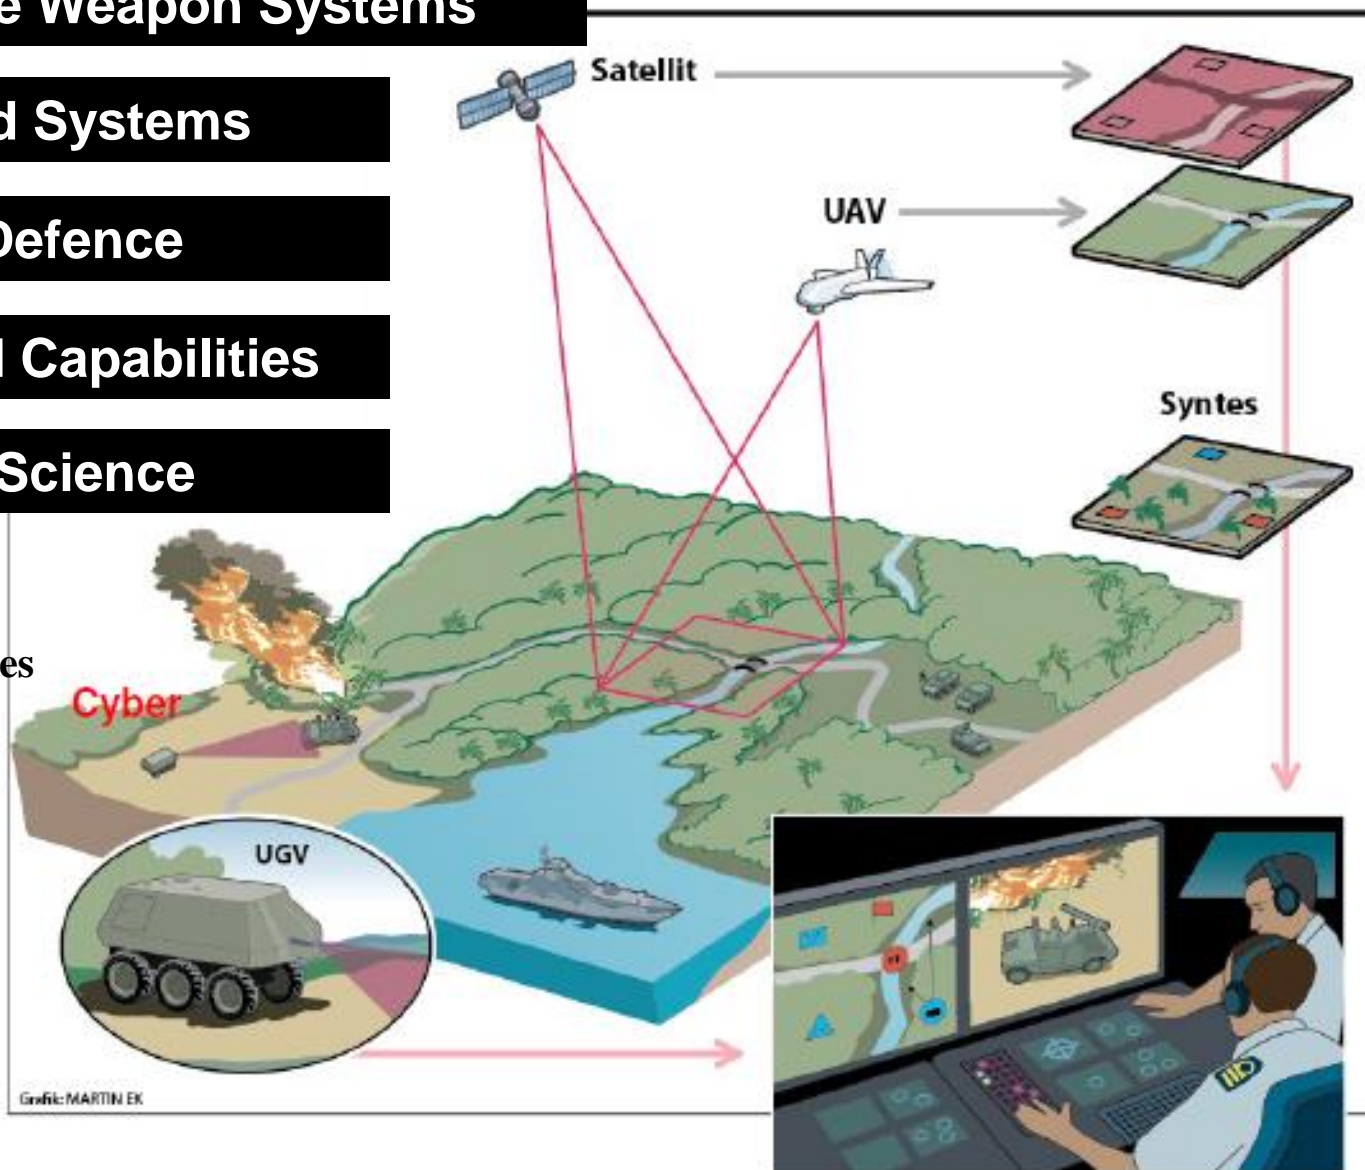 e Weapon Systems
d Systems
Defence
l Capabilities
Science
Satellit
UAV
Syntes
es
Cyber
UGV
Grafik: MARTIN EK